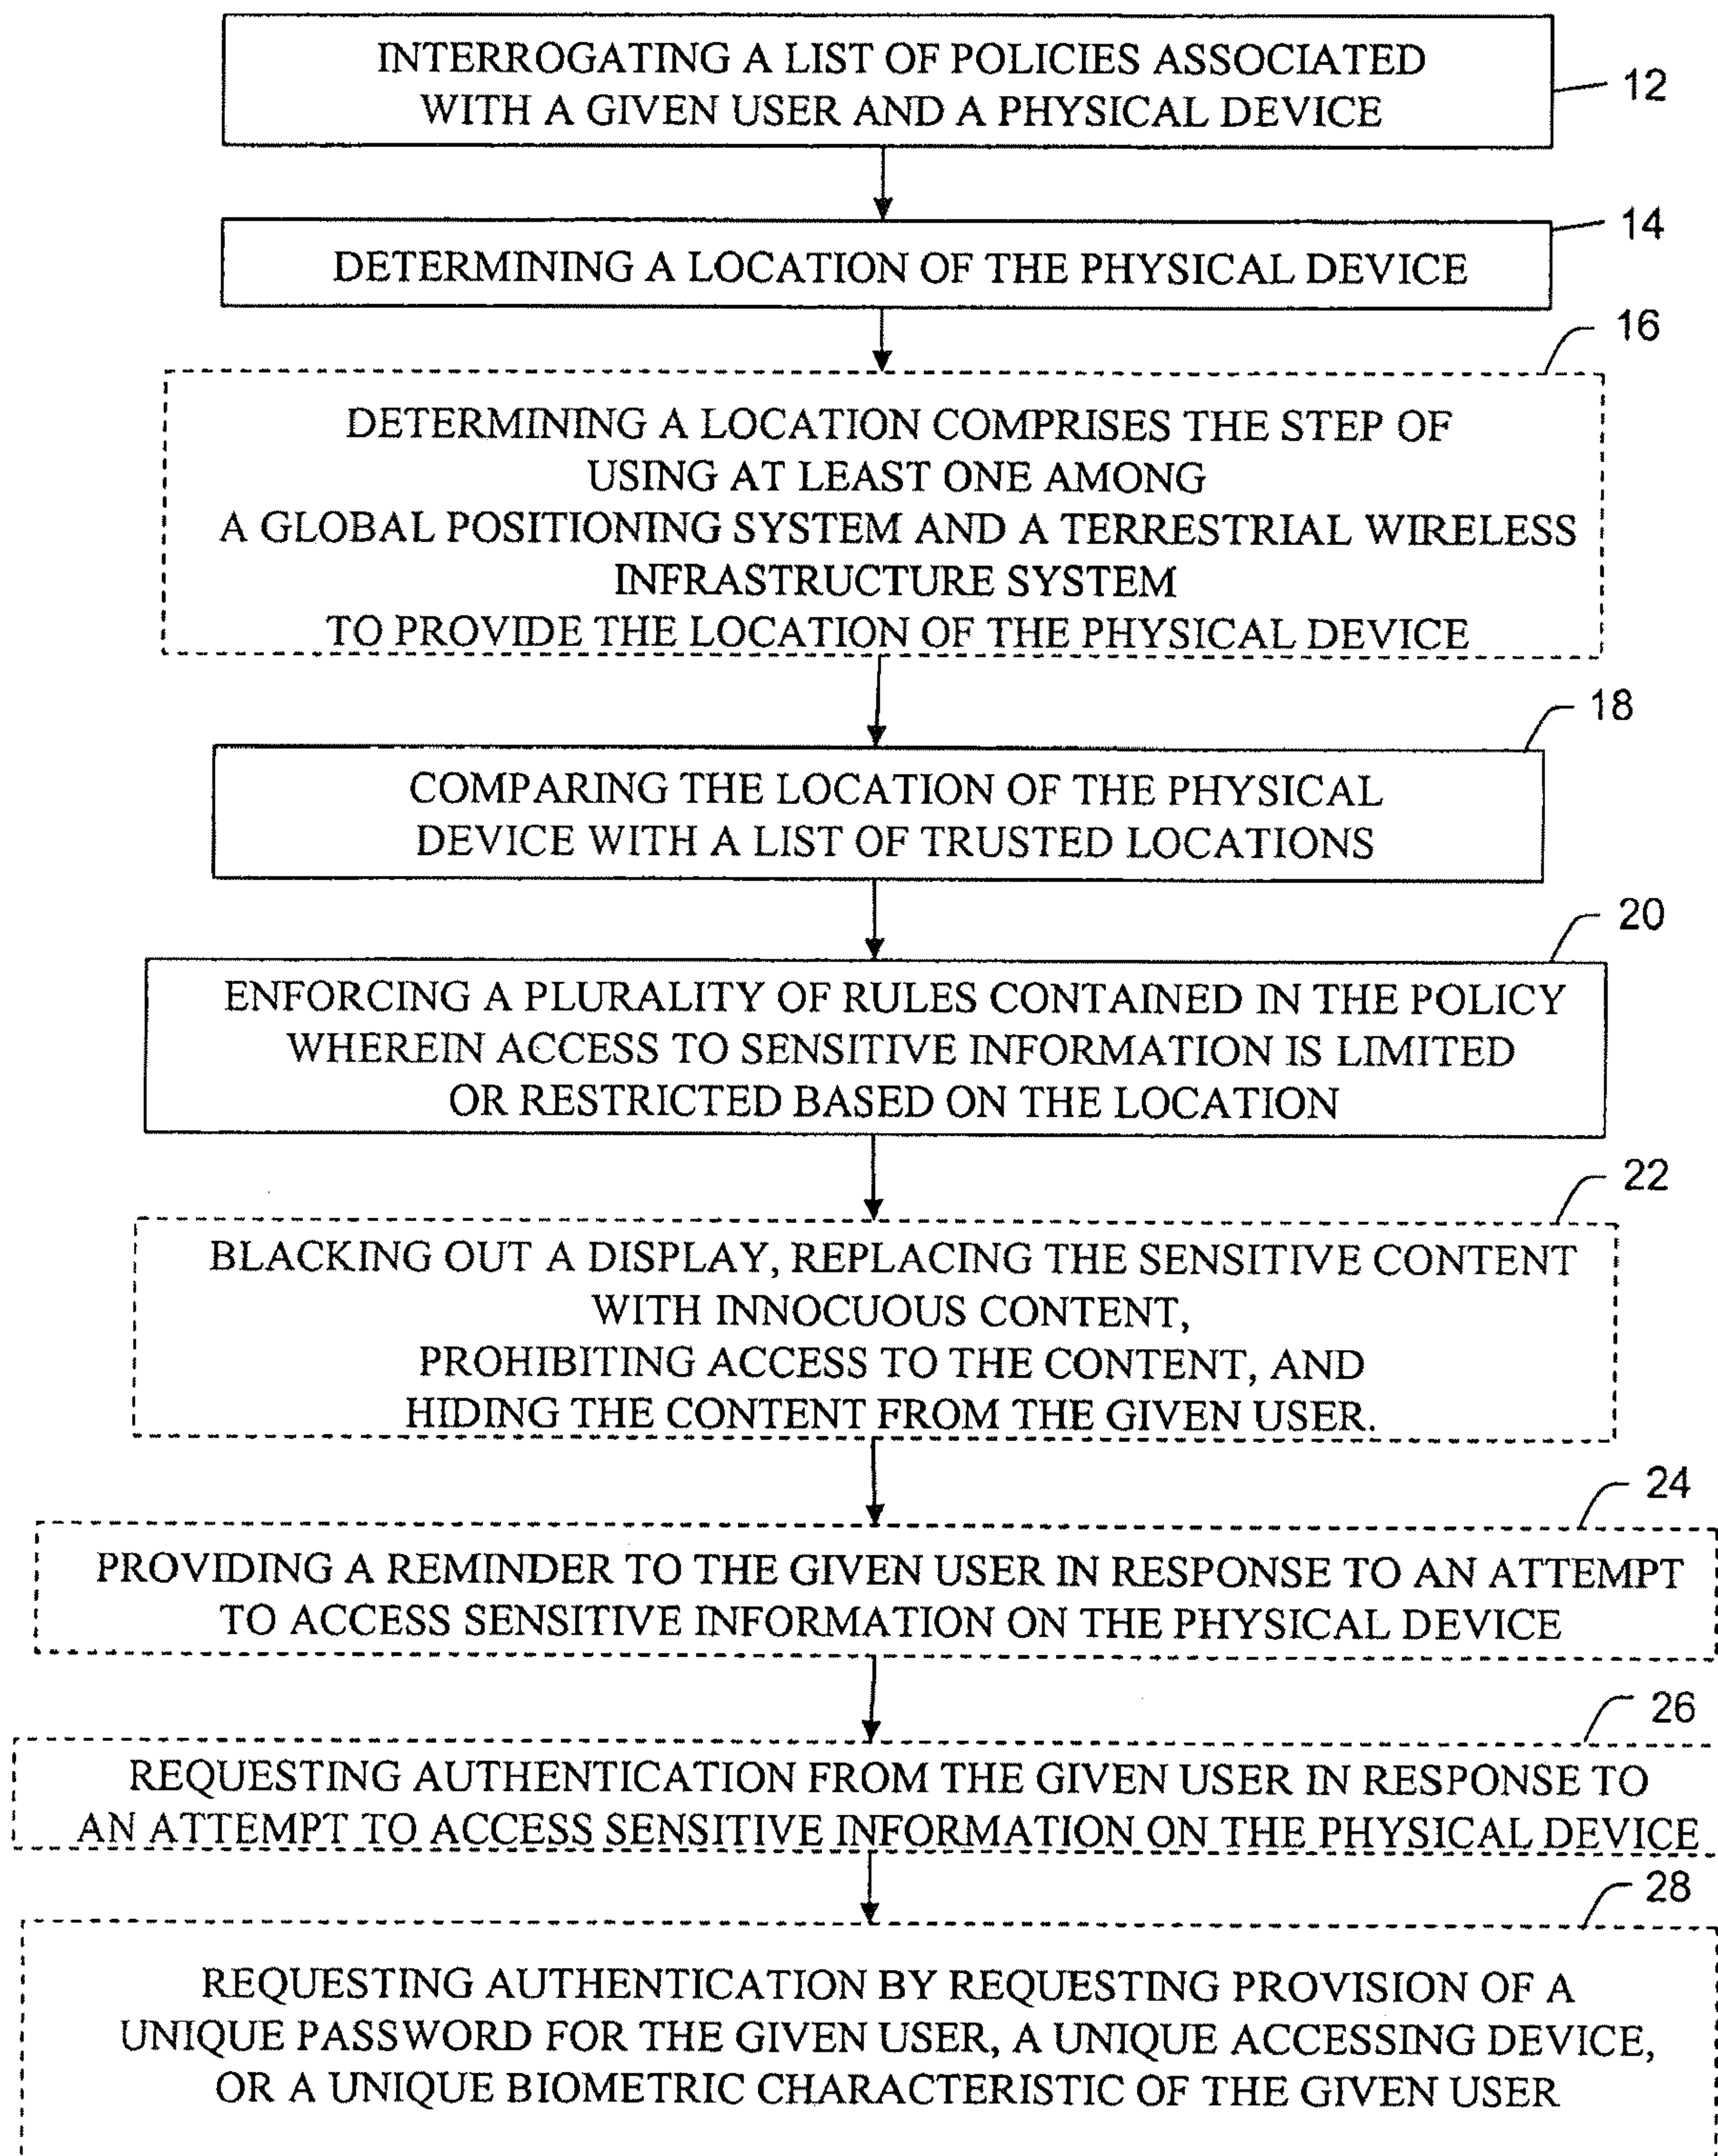 INTERROGATING A LIST OF POLICIES ASSOCIATED
WITH A GIVEN USER AND A PHYSICAL DEVICE
12
14
DETERMINING A LOCATION OF THE PHYSICAL DEVICE
16
DETERMINING A LOCATION COMPRISES THE STEP OF
USING AT LEAST ONE AMONG
A GLOBAL POSITIONING SYSTEM AND A TERRESTRIAL WIRELESS
INFRASTRUCTURE SYSTEM
TO PROVIDE THE LOCATION OF THE PHYSICAL DEVICE
18
COMPARING THE LOCATION OF THE PHYSICAL
DEVICE WITH A LIST OF TRUSTED LOCATIONS
20
ENFORCING A PLURALITY OF RULES CONTAINED IN THE POLICY
WHEREIN ACCESS TO SENSITIVE INFORMATION IS LIMITED
OR RESTRICTED BASED ON THE LOCATION
22
BLACKING OUT A DISPLAY, REPLACING THE SENSITIVE CONTENT
WITH INNOCUOUS CONTENT,
PROHIBITING ACCESS TO THE CONTENT, AND
HIDING THE CONTENT FROM THE GIVEN USER.
24
PROVIDING A REMINDER TO THE GIVEN USER IN RESPONSE TO AN ATTEMPT
TO ACCESS SENSITIVE INFORMATION ON THE PHYSICAL DEVICE
26
REQUESTING AUTHENTICATION FROM THE GIVEN USER IN RESPONSE TO
AN ATTEMPT TO ACCESS SENSITIVE INFORMATION ON THE PHYSICAL DEVICE
28
REQUESTING AUTHENTICATION BY REQUESTING PROVISION OF A
UNIQUE PASSWORD FOR THE GIVEN USER, A UNIQUE ACCESSING DEVICE,
OR A UNIQUE BIOMETRIC CHARACTERISTIC OF THE GIVEN USER